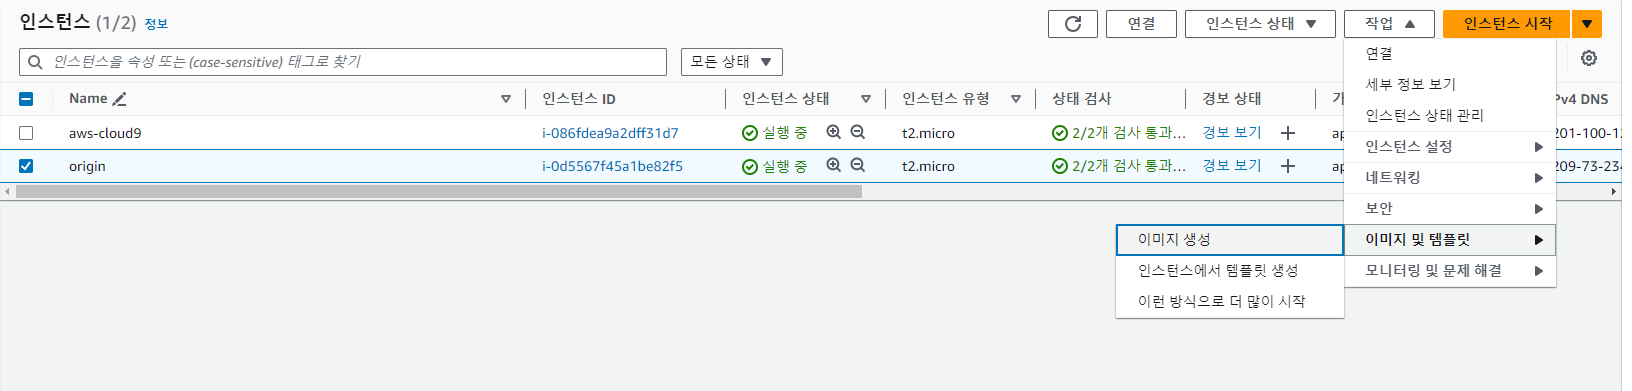 인스턴스 (1/2) 정보
연결
인스턴스 상태
작업
인스턴스 시작
인스턴스을 속성 또는 (case-sensitive) 태그로 찾기
모든 상태
Name
인스턴스 ID
인스턴스 상태
인스턴스 유형
상태 검사
경보 상태
Pv4 DNS
aws-cloud9
i-086fdea9a2dff31d7
실행 중
t2.micro
2/2개 검사 통과...
경보 보기
ap
201-100-12
origin
i-0d5567f45a1be82f5
실행 중
t2.micro
2/2개 검사 통과...
경보 보기
ap
209-73-234
연결
세부 정보 보기
인스턴스 상태 관리
인스턴스 설정
네트워킹
보안
이미지 및 템플릿
모니터링 및 문제 해결
이미지 생성
인스턴스에서 템플릿 생성
이런 방식으로 더 많이 시작